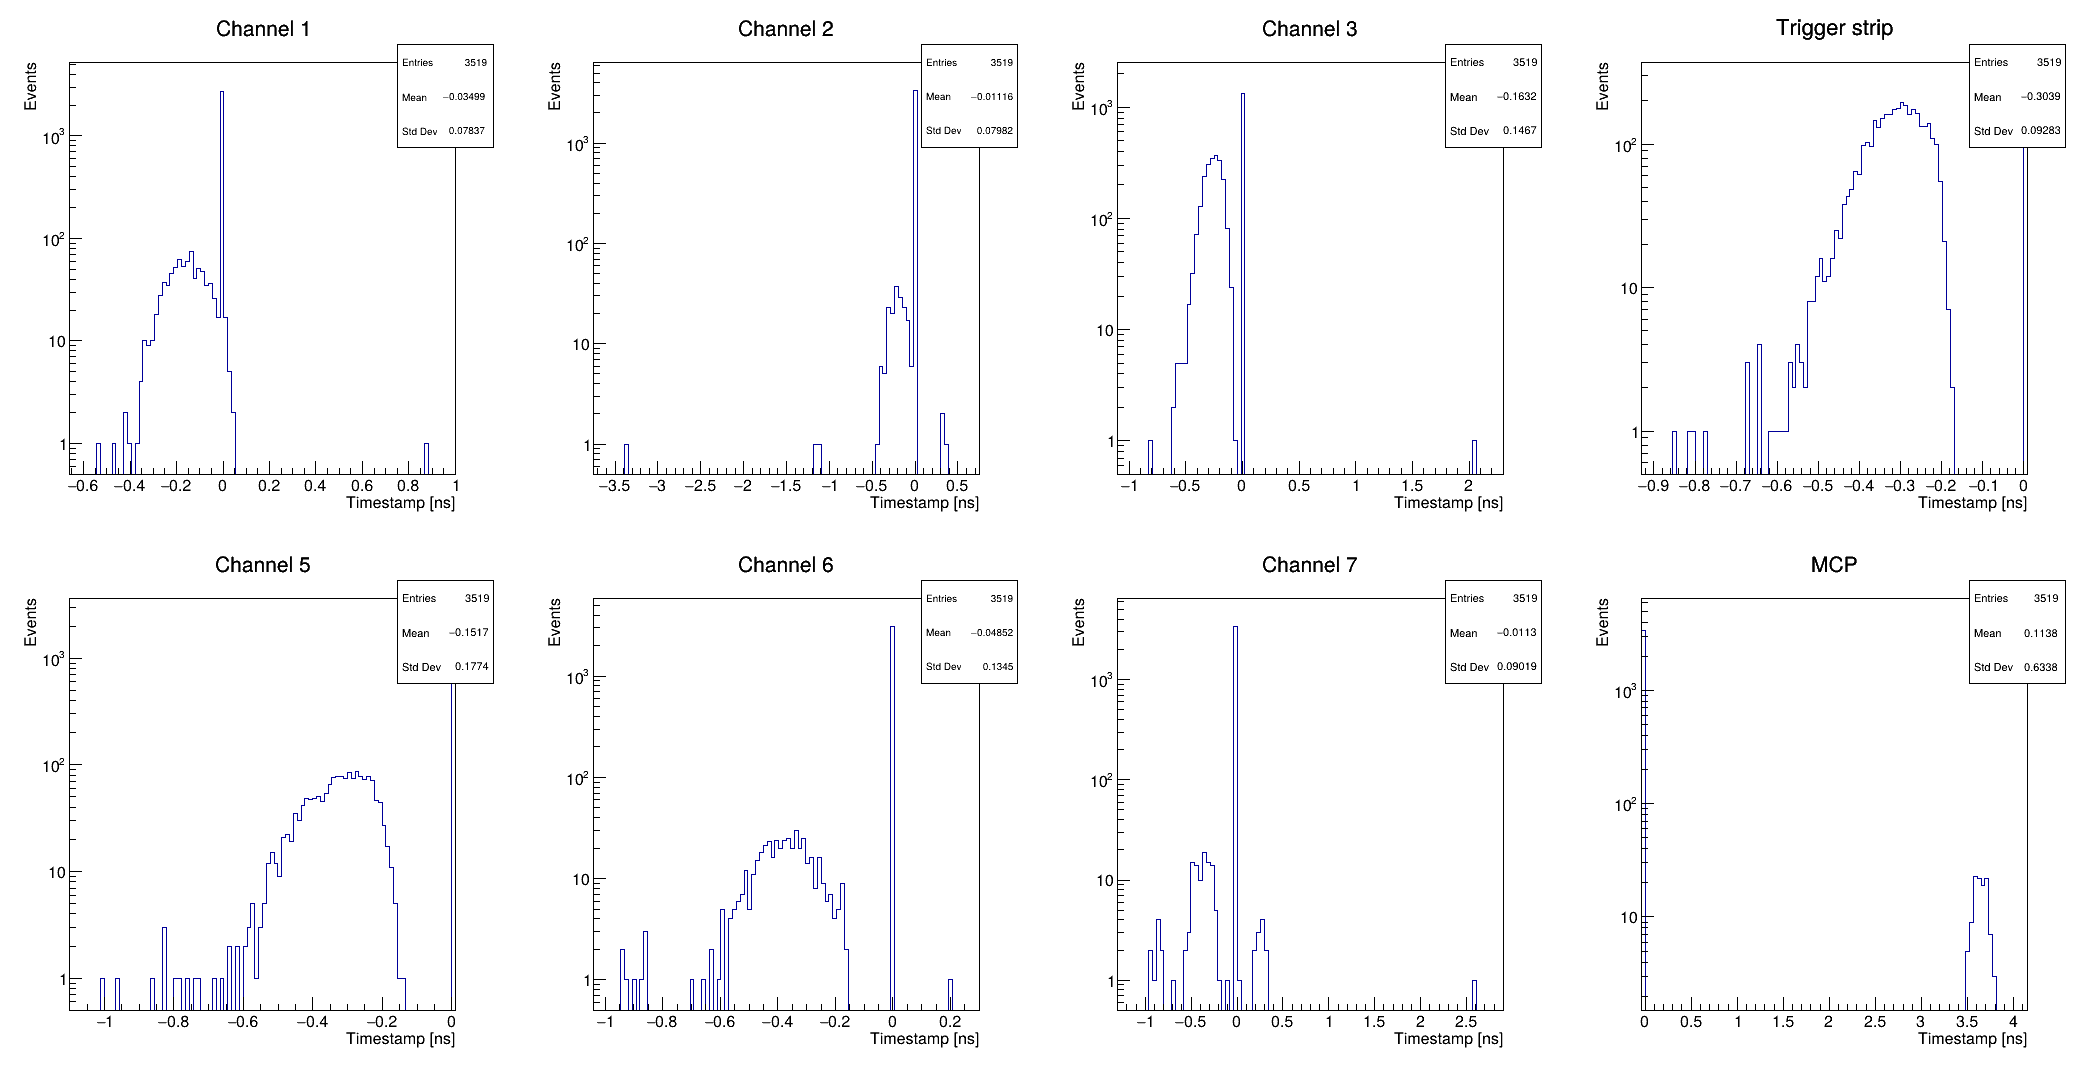 Channel 1
Events
Entries 3519
Mean −0.03499
Std Dev 0.07837
10³
10²
10
1
−0.6 −0.4 −0.2 0 0.2 0.4 0.6 0.8 1
Timestamp [ns]
Channel 2
Events
Entries 3519
Mean −0.01116
Std Dev 0.07982
10³
10²
10
1
−3.5 −3 −2.5 −2 −1.5 −1 −0.5 0 0.5
Timestamp [ns]
Channel 3
Events
Entries 3519
Mean −0.1632
Std Dev 0.1467
10³
10²
10
1
−1 −0.5 0 0.5 1 1.5 2
Timestamp [ns]
Trigger strip
Events
Entries 3519
Mean −0.3039
Std Dev 0.09283
10²
10
1
−0.9 −0.8 −0.7 −0.6 −0.5 −0.4 −0.3 −0.2 −0.1 0
Timestamp [ns]
Channel 5
Events
Entries 3519
Mean −0.1517
Std Dev 0.1774
10³
10²
10
1
−1 −0.8 −0.6 −0.4 −0.2 0
Timestamp [ns]
Channel 6
Events
Entries 3519
Mean −0.04852
Std Dev 0.1345
10³
10²
10
1
−1 −0.8 −0.6 −0.4 −0.2 0 0.2
Timestamp [ns]
Channel 7
Events
Entries 3519
Mean −0.0113
Std Dev 0.09019
10³
10²
10
1
−1 −0.5 0 0.5 1 1.5 2 2.5
Timestamp [ns]
MCP
Events
Entries 3519
Mean 0.1138
Std Dev 0.6338
10³
10²
10
0 0.5 1 1.5 2 2.5 3 3.5 4
Timestamp [ns]